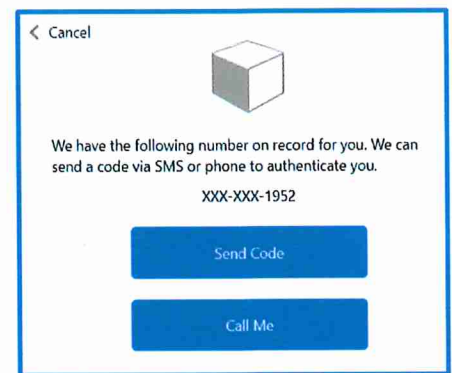 < Cancel
We have the following number on record for you. We can
send a code via SMS or phone to authenticate you.
XXX-XXX-1952
Send Code
Call Me